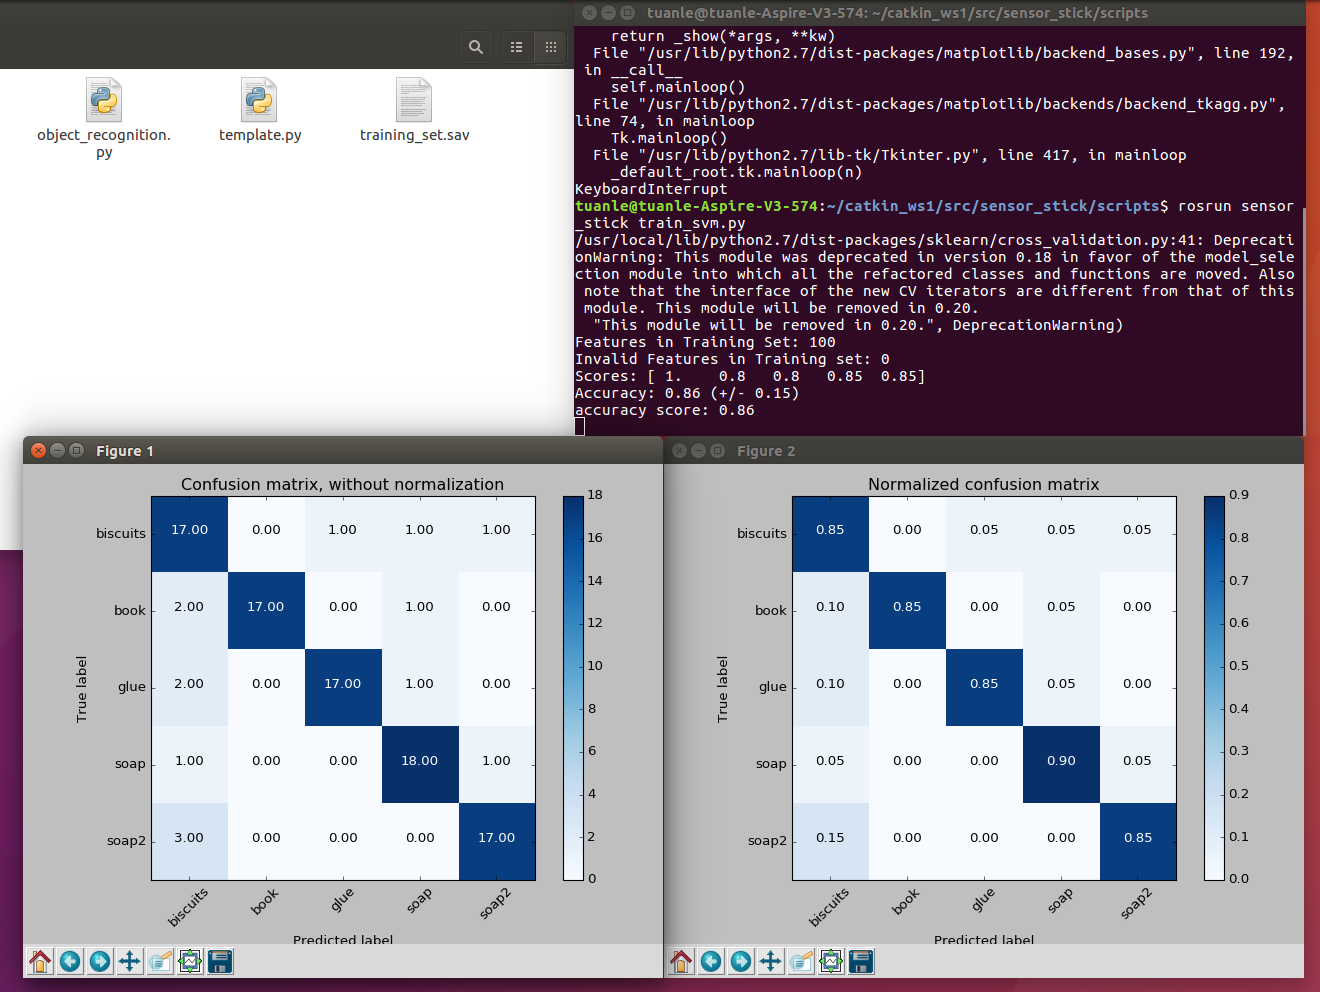 object_recognition.
py
template.py
training_set.sav
tuanle@tuanle-Aspire-V3-574: ~/catkin_ws1/src/sensor_stick/scripts
return _show(*args, **kw)
File "/usr/lib/python2.7/dist-packages/matplotlib/backend_bases.py", line 192,
in __call__
self.mainloop()
File "/usr/lib/python2.7/dist-packages/matplotlib/backends/backend_tkagg.py",
line 74, in mainloop
Tk.mainloop()
File "/usr/lib/python2.7/lib-tk/Tkinter.py", line 417, in mainloop
_default_root.tk.mainloop(n)
KeyboardInterrupt
tuanle@tuanle-Aspire-V3-574:~/catkin_ws1/src/sensor_stick/scripts$ rosrun sensor
_stick train_svm.py
/usr/local/lib/python2.7/dist-packages/sklearn/cross_validation.py:41: Deprecati
onWarning: This module was deprecated in version 0.18 in favor of the model_sele
ction module into which all the refactored classes and functions are moved. Also
note that the interface of the new CV iterators are different from that of this
module. This module will be removed in 0.20.
"This module will be removed in 0.20.", DeprecationWarning)
Features in Training Set: 100
Invalid Features in Training set: 0
Scores: [ 1.    0.8   0.8   0.85  0.85]
Accuracy: 0.86 (+/- 0.15)
accuracy score: 0.86
Figure 1
Confusion matrix, without normalization
biscuits 17.00 0.00 1.00 1.00 1.00
book 2.00 17.00 0.00 1.00 0.00
glue 2.00 0.00 17.00 1.00 0.00
soap 1.00 0.00 0.00 18.00 1.00
soap2 3.00 0.00 0.00 0.00 17.00
True label
biscuits book glue soap soap2
Predicted label
18
16
14
12
10
8
6
4
2
0
Figure 2
Normalized confusion matrix
biscuits 0.85 0.00 0.05 0.05 0.05
book 0.10 0.85 0.00 0.05 0.00
glue 0.10 0.00 0.85 0.05 0.00
soap 0.05 0.00 0.00 0.90 0.05
soap2 0.15 0.00 0.00 0.00 0.85
True label
biscuits book glue soap soap2
Predicted label
0.9
0.8
0.7
0.6
0.5
0.4
0.3
0.2
0.1
0.0